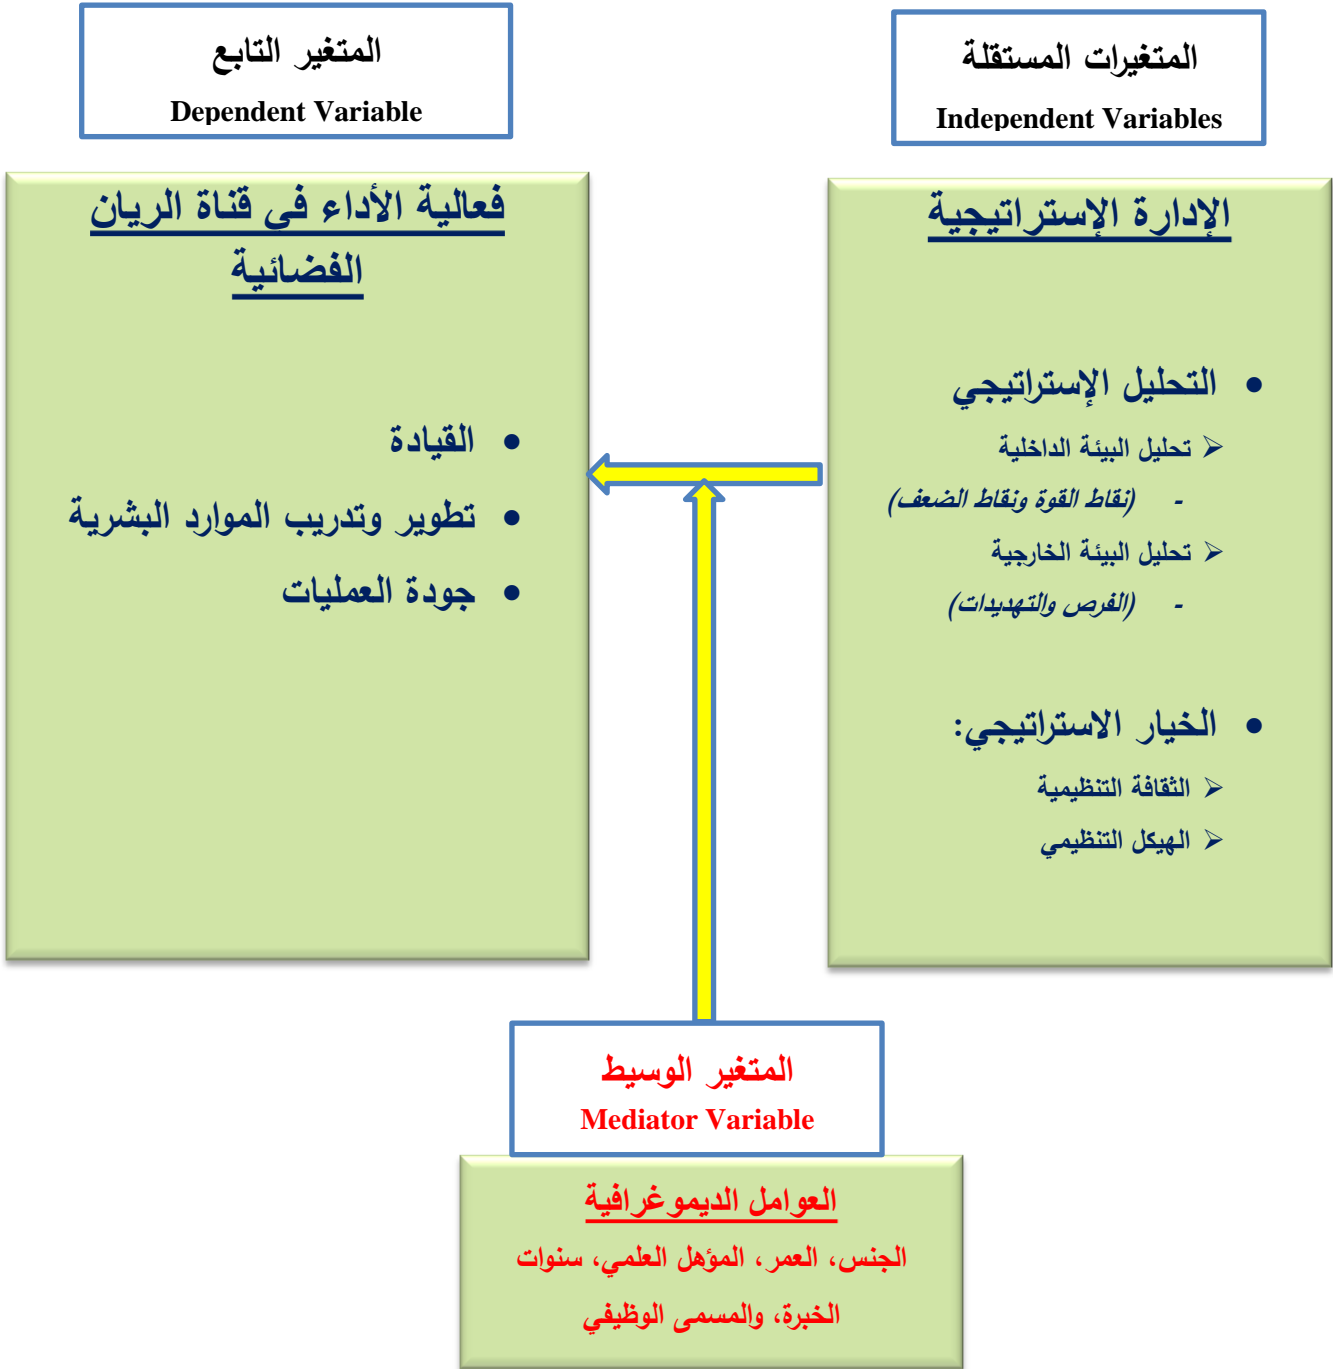 المتغيرات المستقلة
Independent Variables
الإدارة الإستراتيجية
• التحليل الإستراتيجي
➢ تحليل البيئة الداخلية
- (نقاط القوة ونقاط الضعف)
➢ تحليل البيئة الخارجية
- (الفرص والتهديدات)
• الخيار الاستراتيجي:
➢ الثقافة التنظيمية
➢ الهيكل التنظيمي
المتغير التابع
Dependent Variable
فعالية الأداء في قناة الريان
الفضائية
• القيادة
• تطوير وتدريب الموارد البشرية
• جودة العمليات
المتغير الوسيط
Mediator Variable
العوامل الديموغرافية
الجنس، العمر، المؤهل العلمي، سنوات
الخبرة، والمسمى الوظيفي